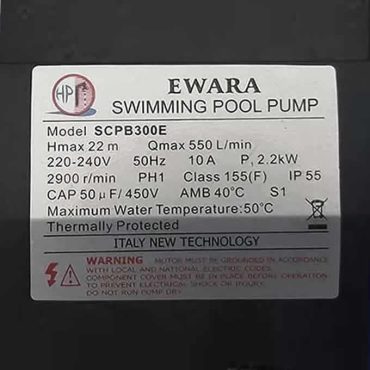 HP
EWARA
SWIMMING POOL PUMP
Model SCPB300E
Hmax 22 m Qmax 550 L/min
220-240V 50Hz 10 A P₂ 2.2kW
2900 r/min PH1 Class 155(F) IP 55
CAP 50 µF/ 450V AMB 40°C S1
Maximum Water Temperature:50°C
Thermally Protected
ITALY NEW TECHNOLOGY
WARNING MOTOR MUST BE GROUNDED IN ACCORDANCE
WITH LOCAL AND NATIONAL ELECTRIC CODES.
COMPONENT COVER MUST BE IN PLACE BEFORE OPERATION
TO PREVENT ELECTRICAL SHOCK OR INJURY.
DO NOT RUN PUMP DRY